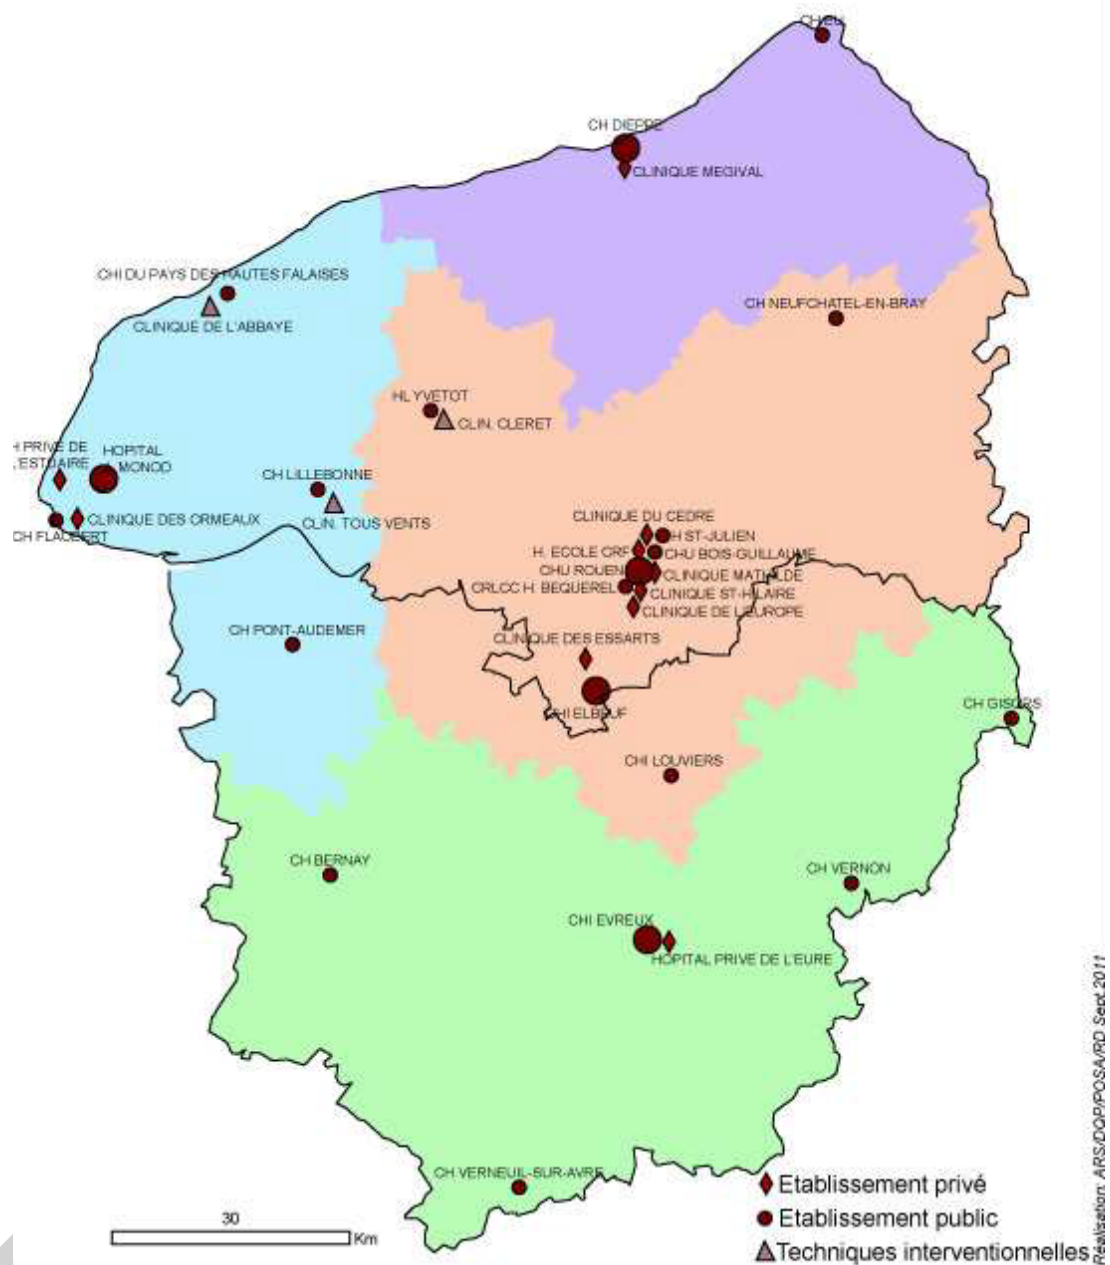 CH EU
CH DIEPPE
CLINIQUE MEGIVAL
CHI DU PAYS DES HAUTES FALAISES
CLINIQUE DE L'ABBAYE
CH NEUFCHATEL-EN-BRAY
HL YVETOT
CLIN. CLERET
H PRIVE DE
L'ESTUAIRE
HOPITAL
J. MONOD
CH LILLEBONNE
CLIN. TOUS VENTS
CLINIQUE DES ORMEAUX
CH FLAUBERT
CLINIQUE DU CEDRE
H ST-JULIEN
H. ECOLE CRF
CHU BOIS-GUILLAUME
CHU ROUEN
CLINIQUE MATHILDE
CRLCC H. BEQUEREL
CLINIQUE ST-HILAIRE
CLINIQUE DE L'EUROPE
CLINIQUE DES ESSARTS
CH PONT-AUDEMER
CHI ELBEUF
CH GISORS
CHI LOUVIERS
CH BERNAY
CH VERNON
CHI EVREUX
HOPITAL PRIVE DE L'EURE
CH VERNEUIL-SUR-AVRE
30
Km
Etablissement privé
Etablissement public
Techniques interventionnelles
Réalisation: ARS/DQP/POSA/RD Sept 2011